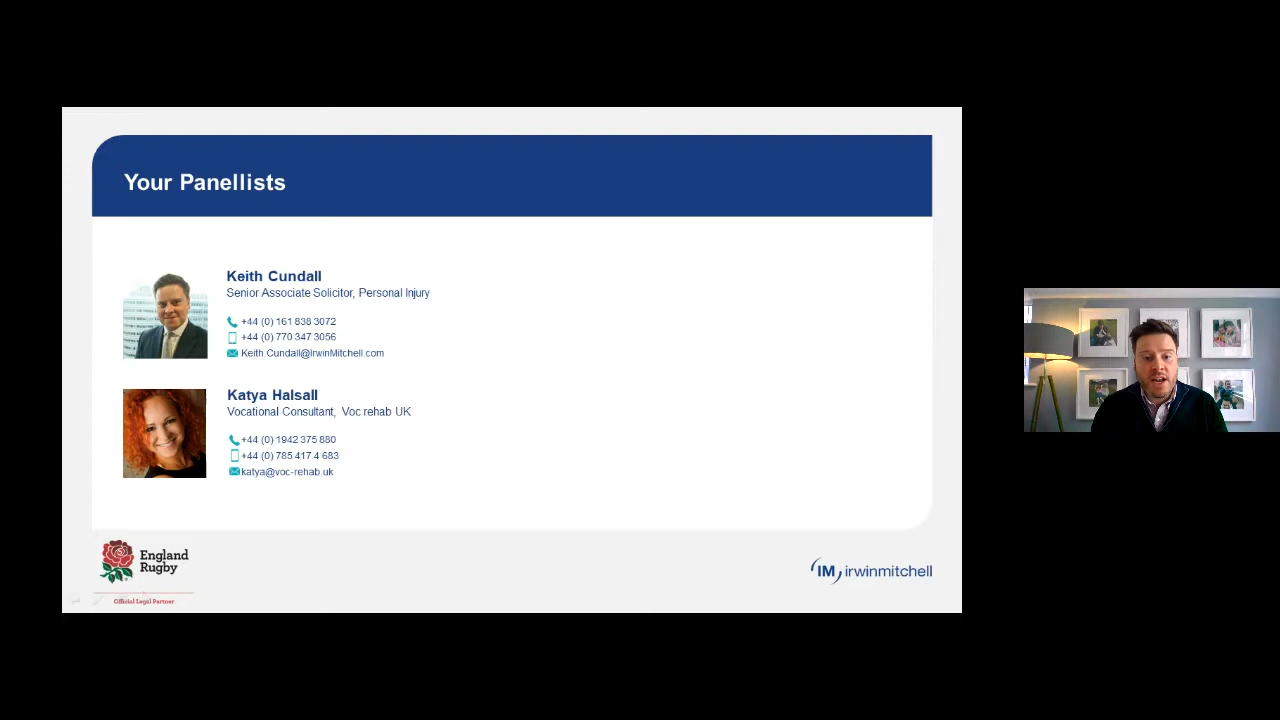 Your Panellists
Keith Cundall
Senior Associate Solicitor, Personal Injury
+44 (0) 161 838 3072
+44 (0) 770 347 3056
Keith Cundall@IrwinMitchell.com
Katya Halsall
Vocational Consultant, Voc rehab UK
+44 (0) 1942 375 880
+44 (0) 785 417 4 683
katya@voc-rehab.uk
England
Rugby
Official Legal Partner
IM irwinmitchell